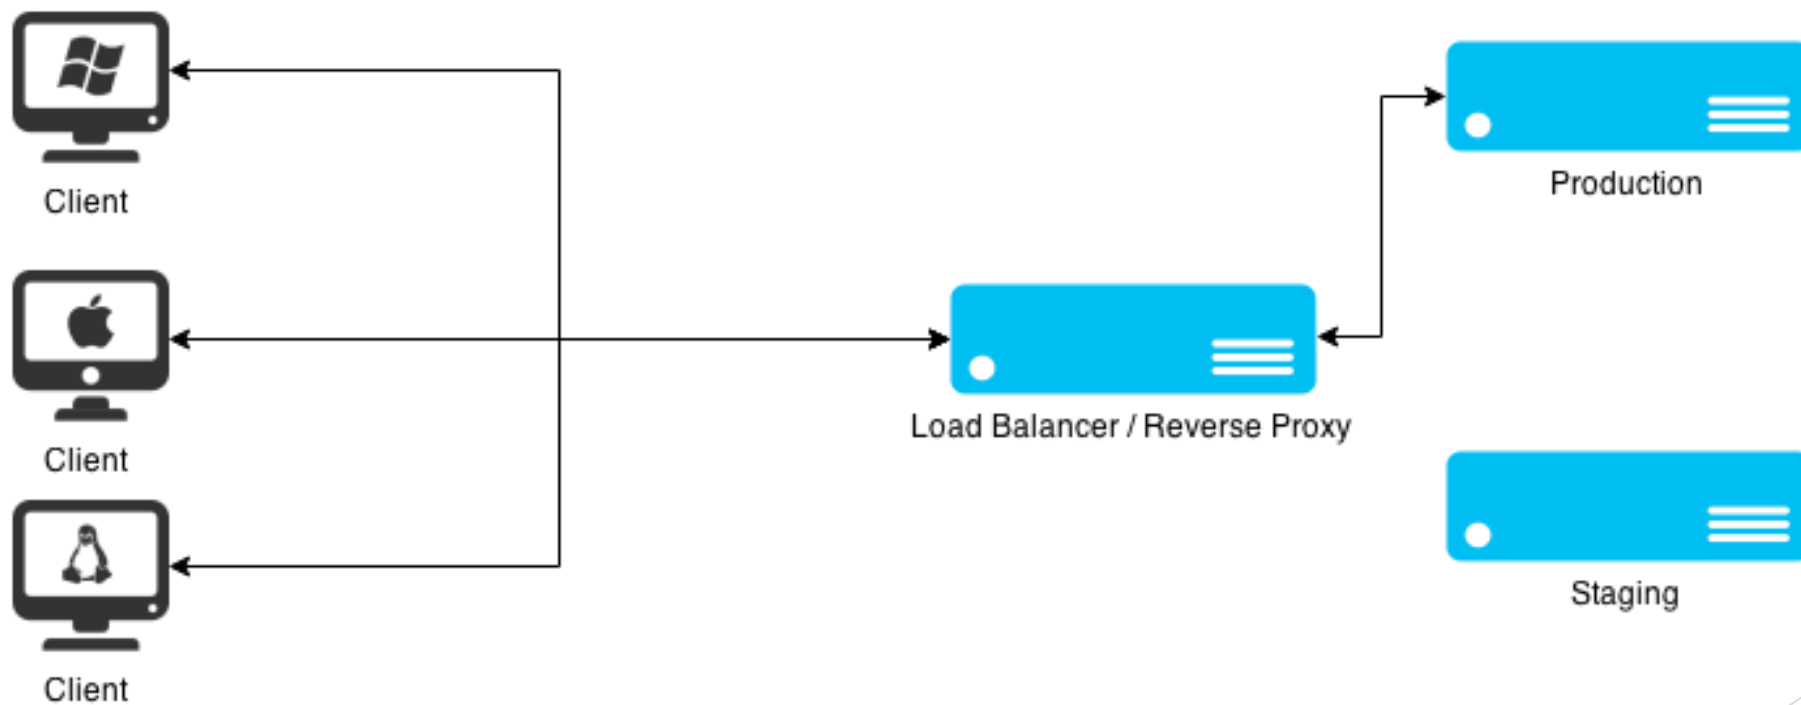 Client
Client
Client
Load Balancer / Reverse Proxy
Production
Staging